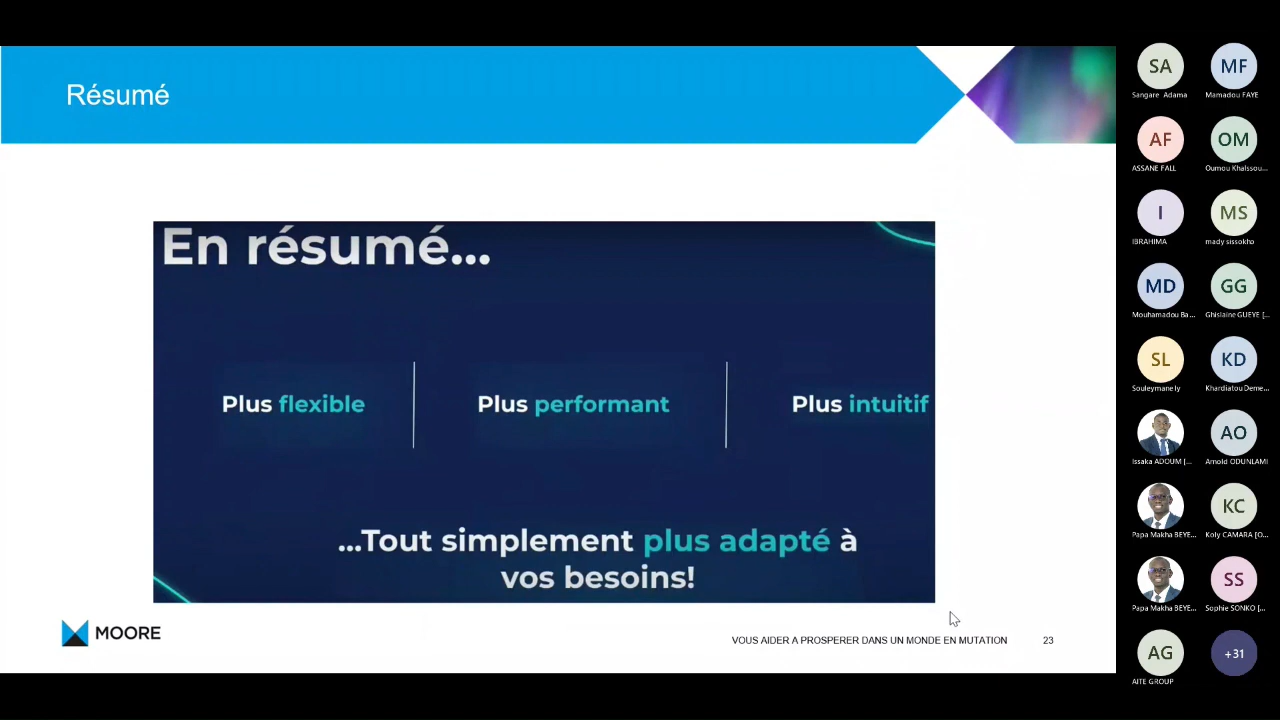 Résumé
En résumé...
Plus flexible
Plus performant
Plus intuitif
...Tout simplement plus adapté à
vos besoins!
MOORE
VOUS AIDER A PROSPERER DANS UN MONDE EN MUTATION
23
SA
Sangare Adama
MF
Mamadou FAYE
AF
ASSANE FALL
OM
Oumou Khaïssou...
I
IBRAHIMA
MS
mady sissokho
MD
Mouhamadou Ba...
GG
Ghislaine GUEYE [...
SL
Souleymane ly
KD
Khardiatou Deme...
Issaka ADOUM [...
AO
Arnold ODUNLAMI
Papa Makha BEYE...
KC
Koly CAMARA [O...
Papa Makha BEYE...
SS
Sophie SONKO [...
AG
AITE GROUP
+31